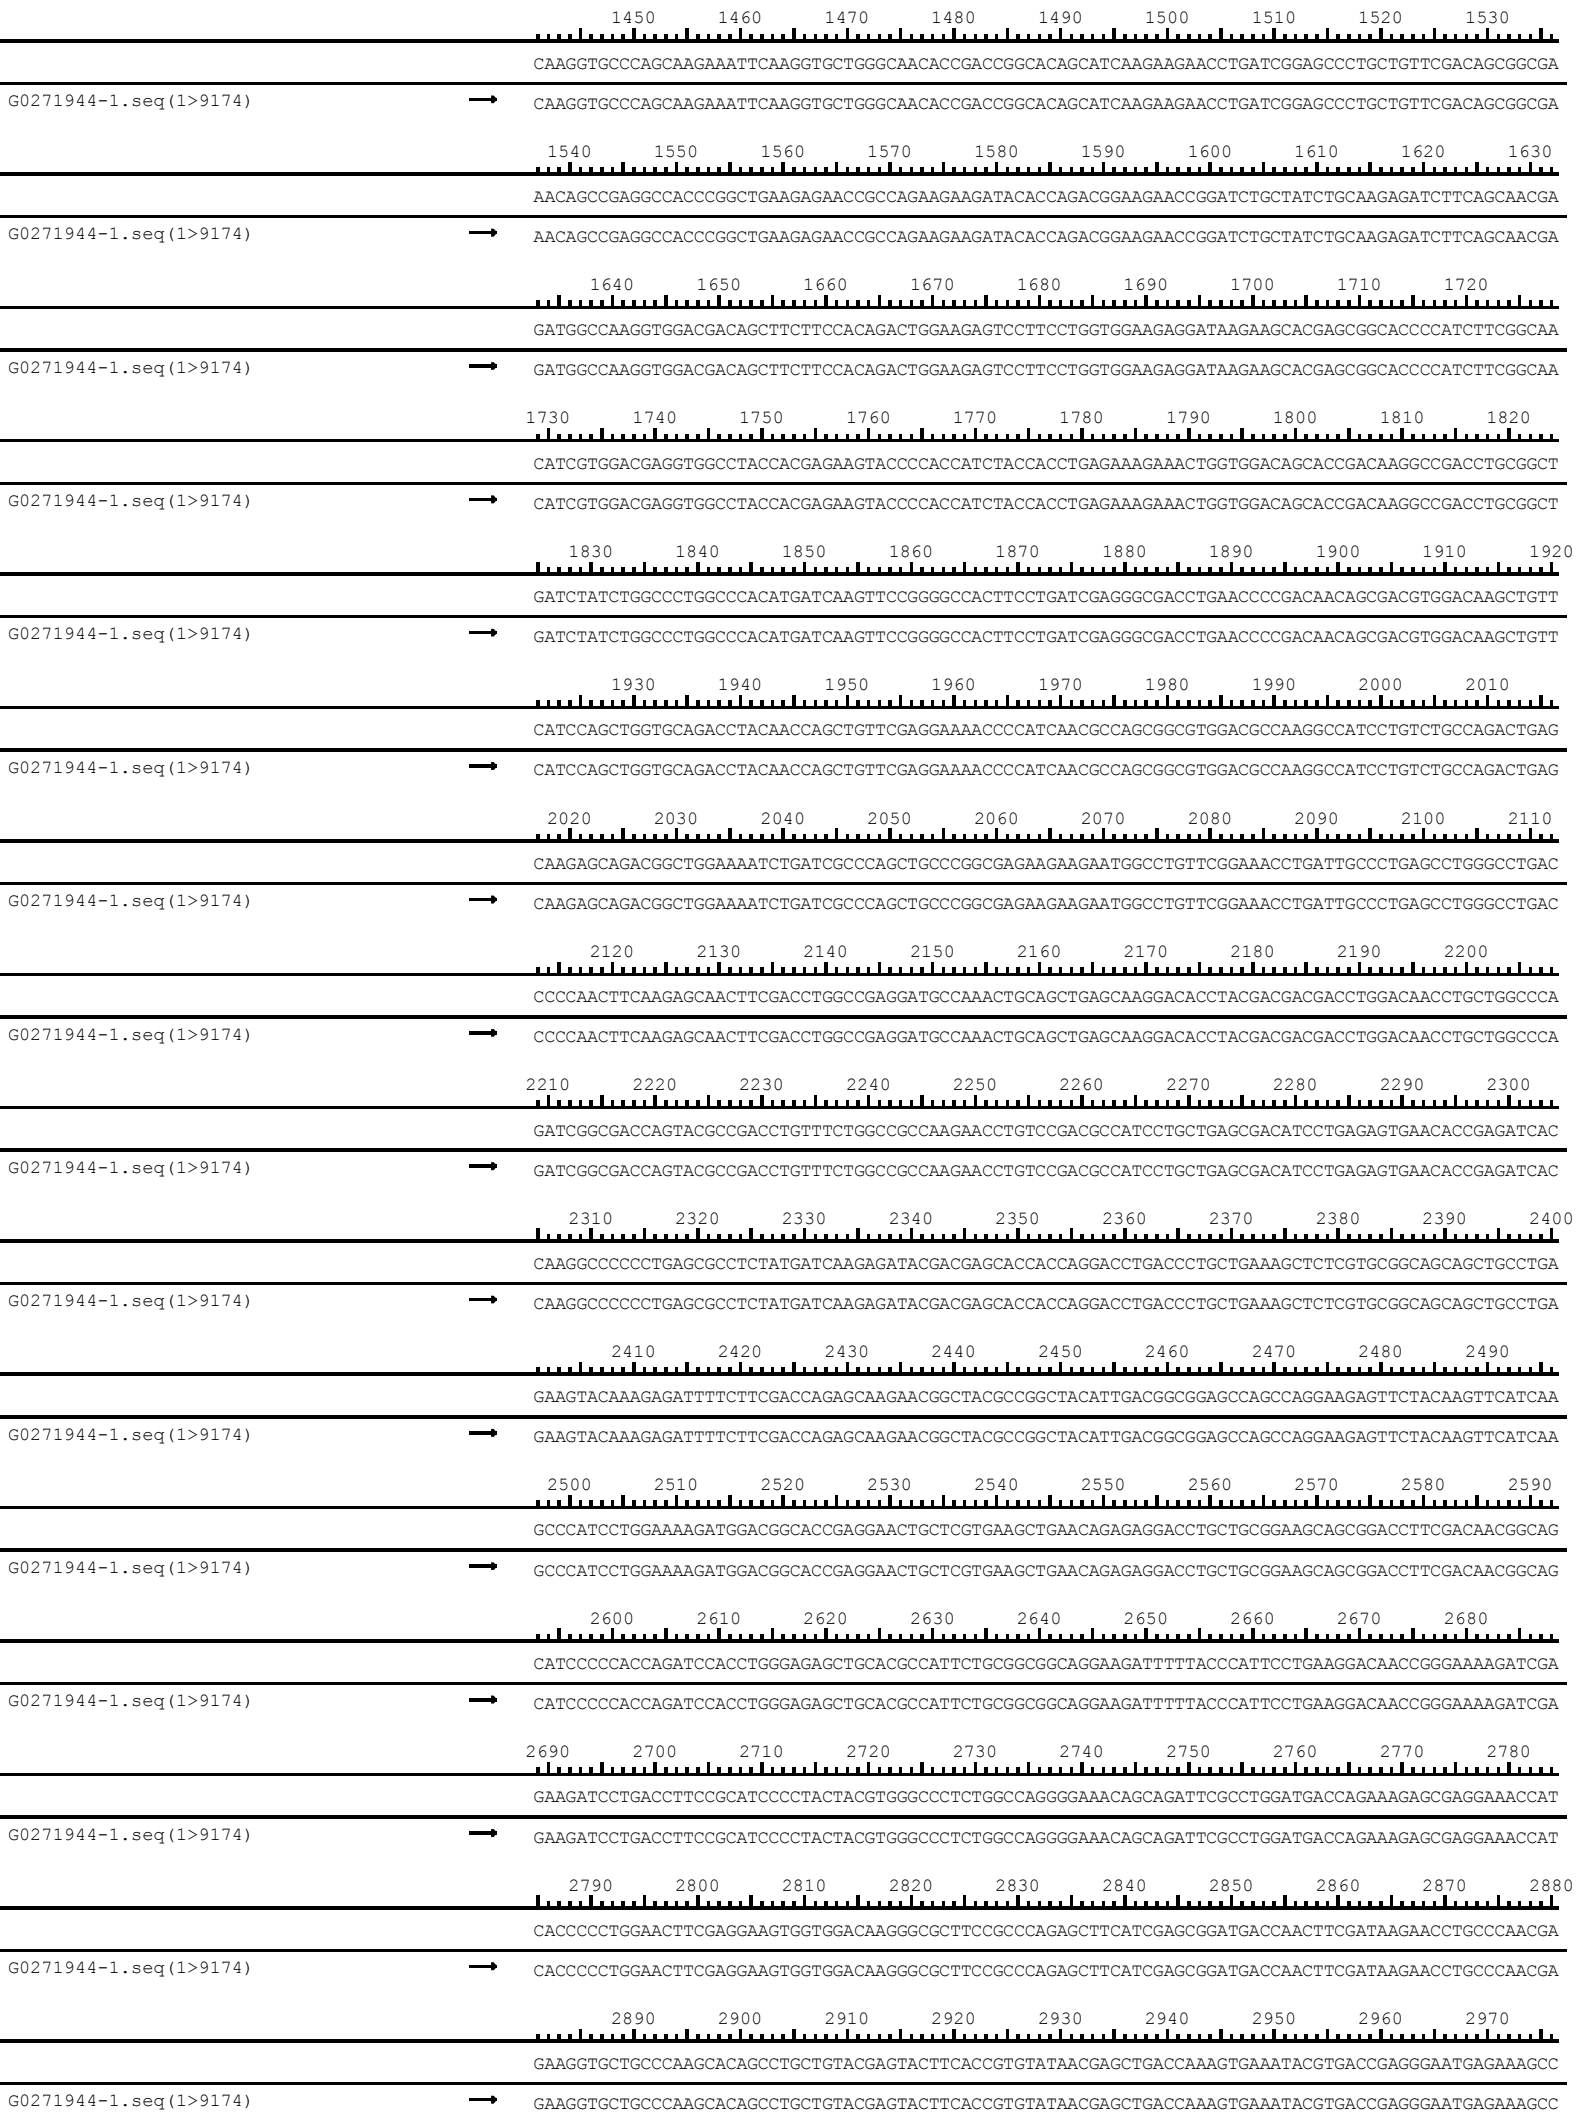 1450 1460 1470 1480 1490 1500 1510 1520 1530
CAAGGTGCCCAGCAAGAAATTCAAGGTGCTGGGCAACACCGACCGGCACAGCATCAAGAAGAACCTGATCGGAGCCCTGCTGTTCGACAGCGGCGA
G0271944-1.seq(1>9174) → CAAGGTGCCCAGCAAGAAATTCAAGGTGCTGGGCAACACCGACCGGCACAGCATCAAGAAGAACCTGATCGGAGCCCTGCTGTTCGACAGCGGCGA
1540 1550 1560 1570 1580 1590 1600 1610 1620 1630
AACAGCCGAGGCCACCCGGCTGAAGAGAACCGCCAGAAGAAGATACACCAGACGGAAGAACCGGATCTGCTATCTGCAAGAGATCTTCAGCAACGA
G0271944-1.seq(1>9174) → AACAGCCGAGGCCACCCGGCTGAAGAGAACCGCCAGAAGAAGATACACCAGACGGAAGAACCGGATCTGCTATCTGCAAGAGATCTTCAGCAACGA
1640 1650 1660 1670 1680 1690 1700 1710 1720
GATGGCCAAGGTGGACGACAGCTTCTTCCACAGACTGGAAGAGTCCTTCCTGGTGGAAGAGGATAAGAAGCACGAGCGGCACCCCATCTTCGGCAA
G0271944-1.seq(1>9174) → GATGGCCAAGGTGGACGACAGCTTCTTCCACAGACTGGAAGAGTCCTTCCTGGTGGAAGAGGATAAGAAGCACGAGCGGCACCCCATCTTCGGCAA
1730 1740 1750 1760 1770 1780 1790 1800 1810 1820
CATCGTGGACGAGGTGGCCTACCACGAGAAGTACCCCACCATCTACCACCTGAGAAAGAAACTGGTGGACAGCACCGACAAGGCCGACCTGCGGCT
G0271944-1.seq(1>9174) → CATCGTGGACGAGGTGGCCTACCACGAGAAGTACCCCACCATCTACCACCTGAGAAAGAAACTGGTGGACAGCACCGACAAGGCCGACCTGCGGCT
1830 1840 1850 1860 1870 1880 1890 1900 1910 1920
GATCTATCTGGCCCTGGCCCACATGATCAAGTTCCGGGGCCACTTCCTGATCGAGGGCGACCTGAACCCCGACAACAGCGACGTGGACAAGCTGTT
G0271944-1.seq(1>9174) → GATCTATCTGGCCCTGGCCCACATGATCAAGTTCCGGGGCCACTTCCTGATCGAGGGCGACCTGAACCCCGACAACAGCGACGTGGACAAGCTGTT
1930 1940 1950 1960 1970 1980 1990 2000 2010
CATCCAGCTGGTGCAGACCTACAACCAGCTGTTCGAGGAAAACCCCATCAACGCCAGCGGCGTGGACGCCAAGGCCATCCTGTCTGCCAGACTGAG
G0271944-1.seq(1>9174) → CATCCAGCTGGTGCAGACCTACAACCAGCTGTTCGAGGAAAACCCCATCAACGCCAGCGGCGTGGACGCCAAGGCCATCCTGTCTGCCAGACTGAG
2020 2030 2040 2050 2060 2070 2080 2090 2100 2110
CAAGAGCAGACGGCTGGAAAATCTGATCGCCCAGCTGCCCGGCGAGAAGAAGAATGGCCTGTTCGGAAACCTGATTGCCCTGAGCCTGGGCCTGAC
G0271944-1.seq(1>9174) → CAAGAGCAGACGGCTGGAAAATCTGATCGCCCAGCTGCCCGGCGAGAAGAAGAATGGCCTGTTCGGAAACCTGATTGCCCTGAGCCTGGGCCTGAC
2120 2130 2140 2150 2160 2170 2180 2190 2200
CCCCAACTTCAAGAGCAACTTCGACCTGGCCGAGGATGCCAAACTGCAGCTGAGCAAGGACACCTACGACGACGACCTGGACAACCTGCTGGCCCA
G0271944-1.seq(1>9174) → CCCCAACTTCAAGAGCAACTTCGACCTGGCCGAGGATGCCAAACTGCAGCTGAGCAAGGACACCTACGACGACGACCTGGACAACCTGCTGGCCCA
2210 2220 2230 2240 2250 2260 2270 2280 2290 2300
GATCGGCGACCAGTACGCCGACCTGTTTCTGGCCGCCAAGAACCTGTCCGACGCCATCCTGCTGAGCGACATCCTGAGAGTGAACACCGAGATCAC
G0271944-1.seq(1>9174) → GATCGGCGACCAGTACGCCGACCTGTTTCTGGCCGCCAAGAACCTGTCCGACGCCATCCTGCTGAGCGACATCCTGAGAGTGAACACCGAGATCAC
2310 2320 2330 2340 2350 2360 2370 2380 2390 2400
CAAGGCCCCCCTGAGCGCCTCTATGATCAAGAGATACGACGAGCACCACCAGGACCTGACCCTGCTGAAAGCTCTCGTGCGGCAGCAGCTGCCTGA
G0271944-1.seq(1>9174) → CAAGGCCCCCCTGAGCGCCTCTATGATCAAGAGATACGACGAGCACCACCAGGACCTGACCCTGCTGAAAGCTCTCGTGCGGCAGCAGCTGCCTGA
2410 2420 2430 2440 2450 2460 2470 2480 2490
GAAGTACAAAGAGATTTTCTTCGACCAGAGCAAGAACGGCTACGCCGGCTACATTGACGGCGGAGCCAGCCAGGAAGAGTTCTACAAGTTCATCAA
G0271944-1.seq(1>9174) → GAAGTACAAAGAGATTTTCTTCGACCAGAGCAAGAACGGCTACGCCGGCTACATTGACGGCGGAGCCAGCCAGGAAGAGTTCTACAAGTTCATCAA
2500 2510 2520 2530 2540 2550 2560 2570 2580 2590
GCCCATCCTGGAAAAGATGGACGGCACCGAGGAACTGCTCGTGAAGCTGAACAGAGAGGACCTGCTGCGGAAGCAGCGGACCTTCGACAACGGCAG
G0271944-1.seq(1>9174) → GCCCATCCTGGAAAAGATGGACGGCACCGAGGAACTGCTCGTGAAGCTGAACAGAGAGGACCTGCTGCGGAAGCAGCGGACCTTCGACAACGGCAG
2600 2610 2620 2630 2640 2650 2660 2670 2680
CATCCCCCACCAGATCCACCTGGGAGAGCTGCACGCCATTCTGCGGCGGCAGGAAGATTTTTACCCATTCCTGAAGGACAACCGGGAAAAGATCGA
G0271944-1.seq(1>9174) → CATCCCCCACCAGATCCACCTGGGAGAGCTGCACGCCATTCTGCGGCGGCAGGAAGATTTTTACCCATTCCTGAAGGACAACCGGGAAAAGATCGA
2690 2700 2710 2720 2730 2740 2750 2760 2770 2780
GAAGATCCTGACCTTCCGCATCCCCTACTACGTGGGCCCTCTGGCCAGGGGAAACAGCAGATTCGCCTGGATGACCAGAAAGAGCGAGGAAACCAT
G0271944-1.seq(1>9174) → GAAGATCCTGACCTTCCGCATCCCCTACTACGTGGGCCCTCTGGCCAGGGGAAACAGCAGATTCGCCTGGATGACCAGAAAGAGCGAGGAAACCAT
2790 2800 2810 2820 2830 2840 2850 2860 2870 2880
CACCCCCTGGAACTTCGAGGAAGTGGTGGACAAGGGCGCTTCCGCCCAGAGCTTCATCGAGCGGATGACCAACTTCGATAAGAACCTGCCCAACGA
G0271944-1.seq(1>9174) → CACCCCCTGGAACTTCGAGGAAGTGGTGGACAAGGGCGCTTCCGCCCAGAGCTTCATCGAGCGGATGACCAACTTCGATAAGAACCTGCCCAACGA
2890 2900 2910 2920 2930 2940 2950 2960 2970
GAAGGTGCTGCCCAAGCACAGCCTGCTGTACGAGTACTTCACCGTGTATAACGAGCTGACCAAAGTGAAATACGTGACCGAGGGAATGAGAAAGCC
G0271944-1.seq(1>9174) → GAAGGTGCTGCCCAAGCACAGCCTGCTGTACGAGTACTTCACCGTGTATAACGAGCTGACCAAAGTGAAATACGTGACCGAGGGAATGAGAAAGCC